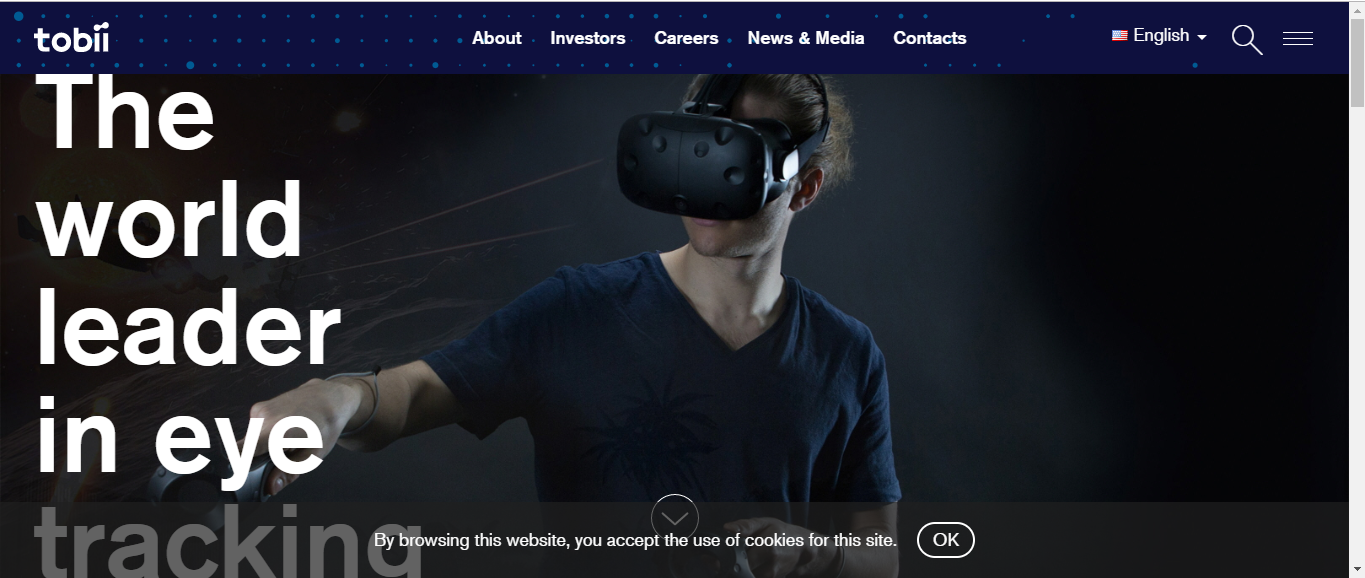 tobii
About Investors Careers News & Media Contacts English
The
world
leader
in eye
tracking
By browsing this website, you accept the use of cookies for this site. OK